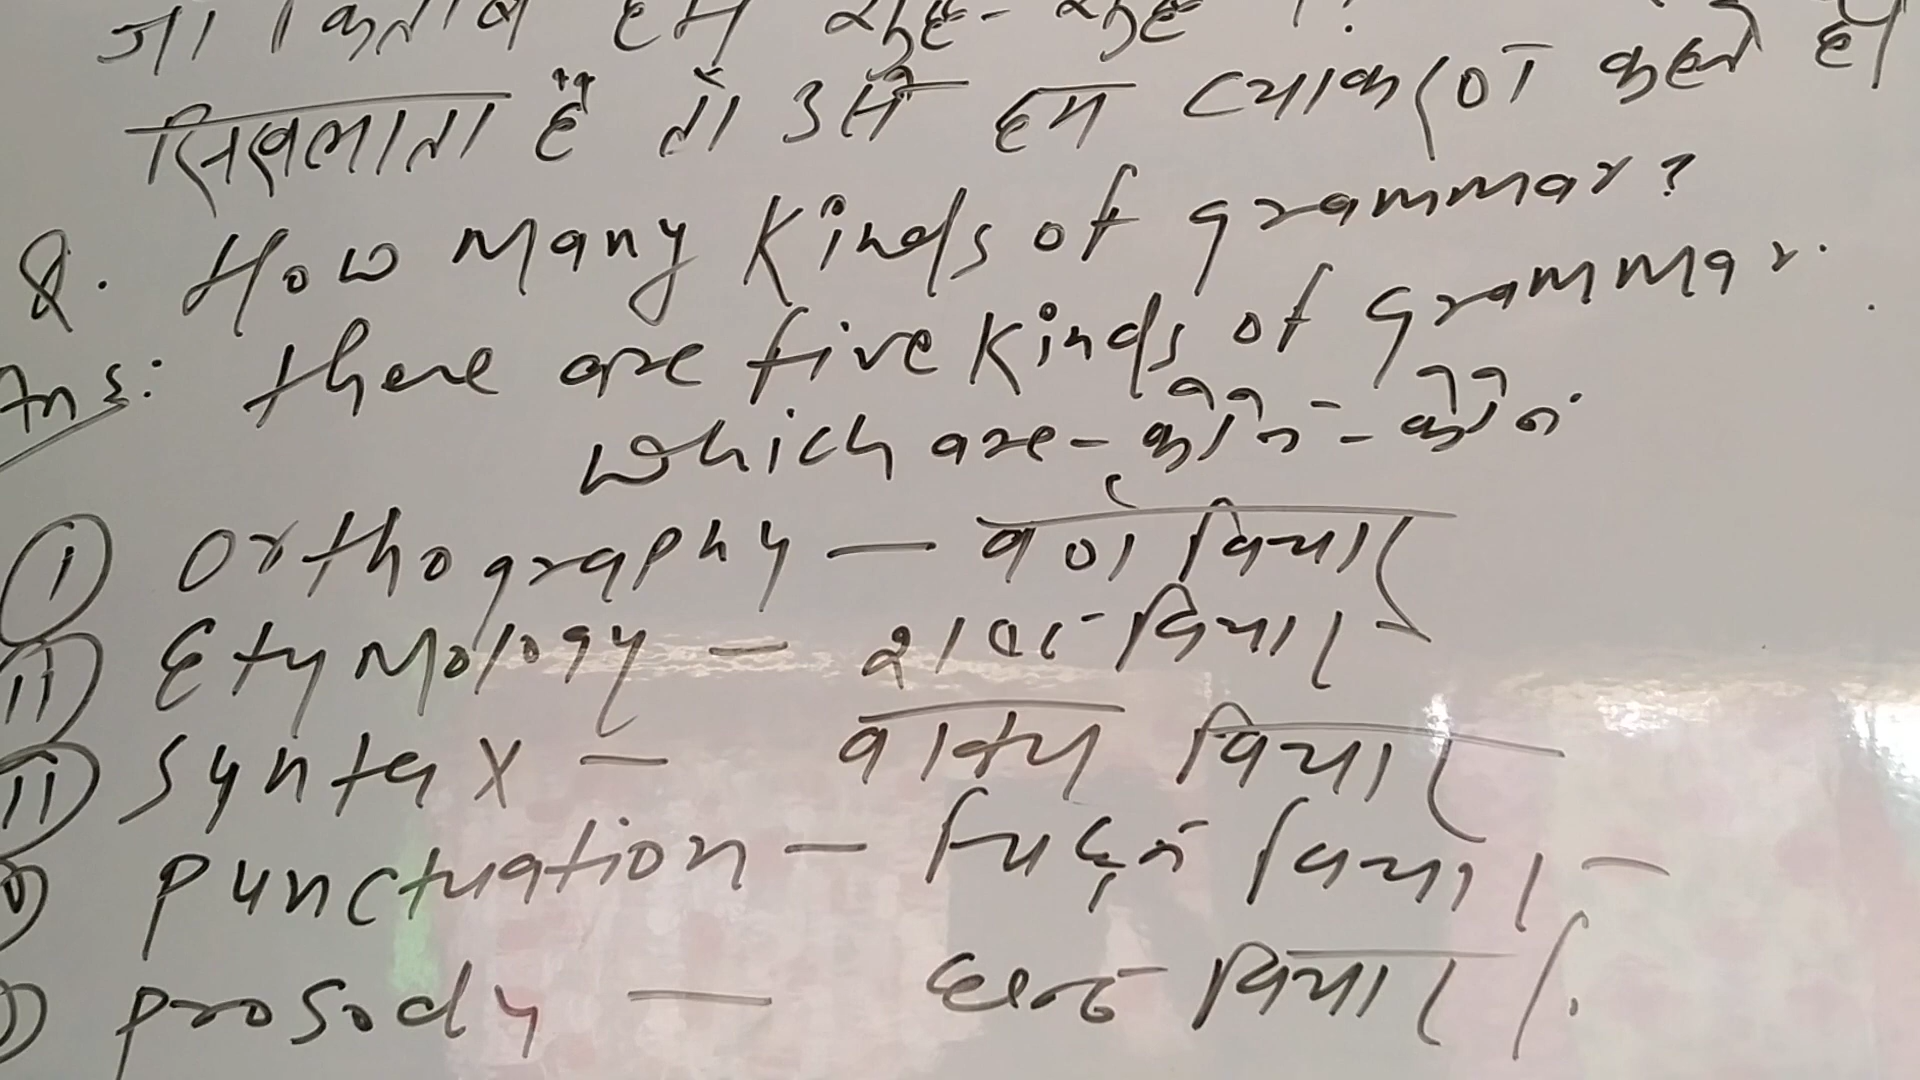 जो किताब हमें शुद्ध-शुद्ध
सिखलाता हैं तो उसे हम व्याकरण कहते हैं
Q. How Many Kinds of grammar?
Ans: there are five Kinds of Grammar
which are - कौन - कौन
(i) Orthography — वर्ण विचार
(ii) Etymology — शब्द विचार
(iii) Syntax — वाक्य विचार
Punctuation — चिह्न विचार
Prosody — छन्द विचार।